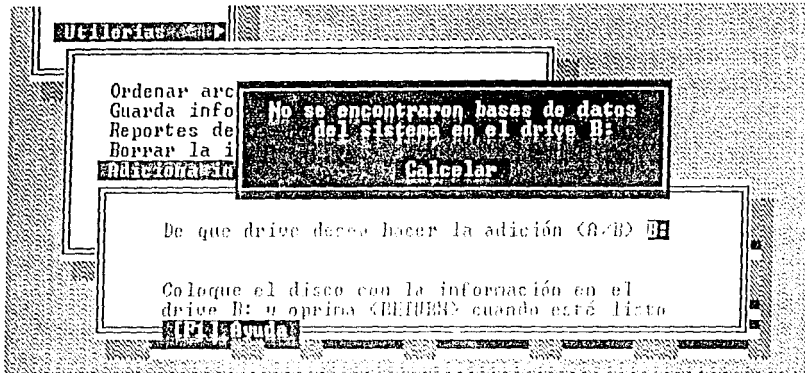 Utilerias
Ordenar arc
Guarda info
Reportes de
Borrar la i
Adiciona in
No se encontraron bases de datos
del sistema en el drive B:
Calcelar
De que drive desea hacer la adición (A/B) B:
Coloque el disco con la información en el
drive B: y oprima <RETURN> cuando esté listo
[F1] Ayuda